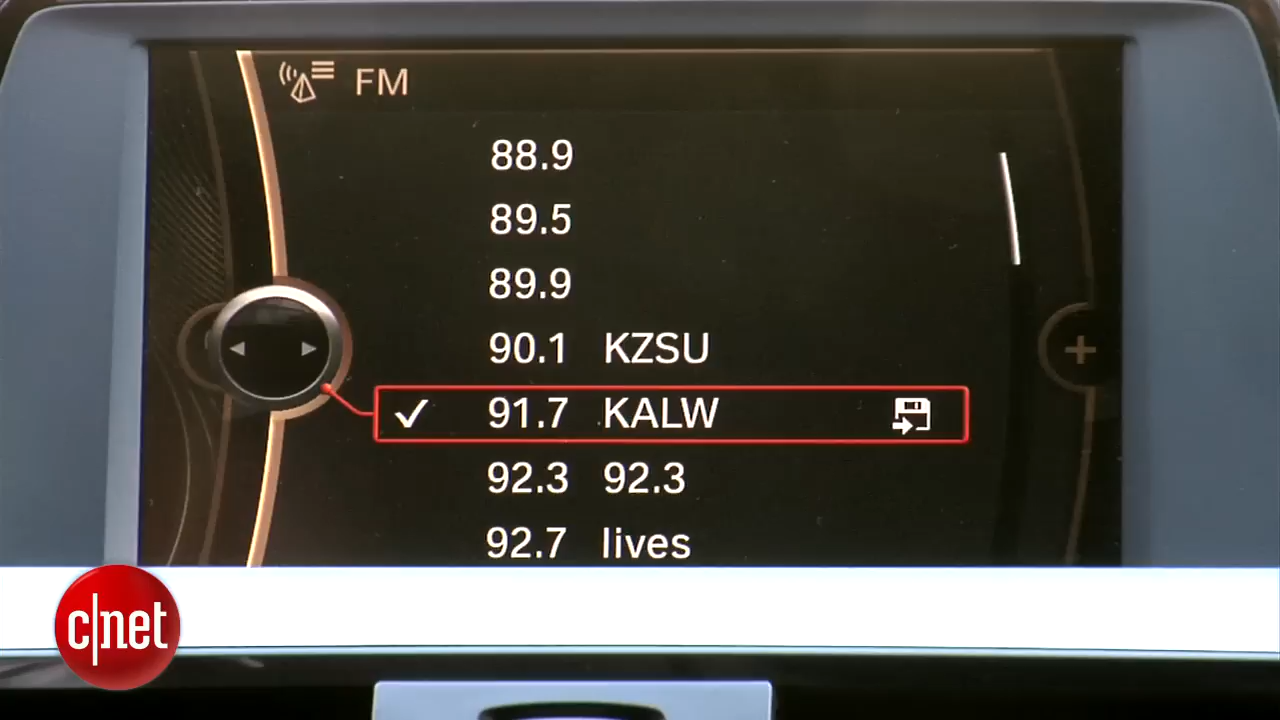 FM
88.9
89.5
89.9
90.1 KZSU
91.7 KALW
92.3 92.3
92.7 lives
c|net